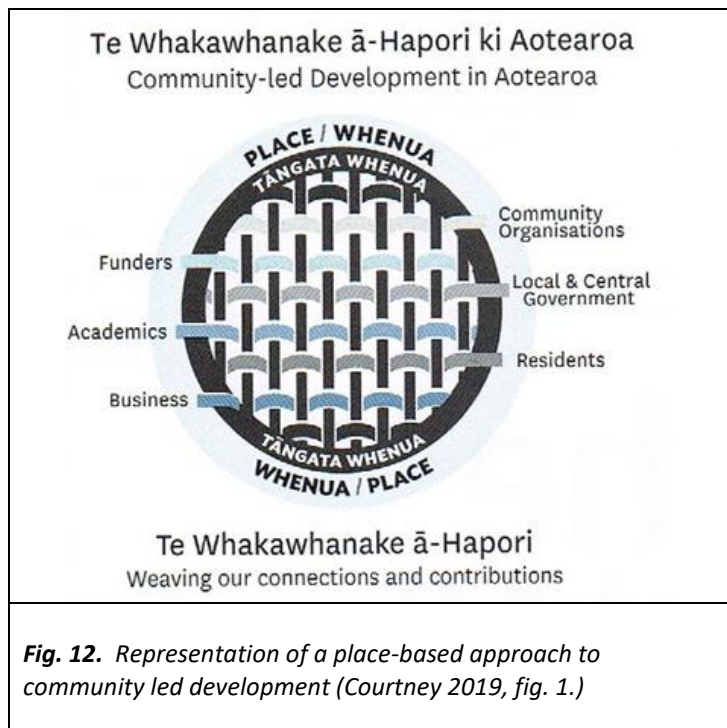 Te Whakawhanake ā-Hapori ki Aotearoa
Community-led Development in Aotearoa
PLACE / WHENUA
TĀNGATA WHENUA
Community
Organisations
Funders
Local & Central
Government
Academics
Residents
Business
TĀNGATA WHENUA
WHENUA / PLACE
Te Whakawhanake ā-Hapori
Weaving our connections and contributions
Fig. 12. Representation of a place-based approach to
community led development (Courtney 2019, fig. 1.)